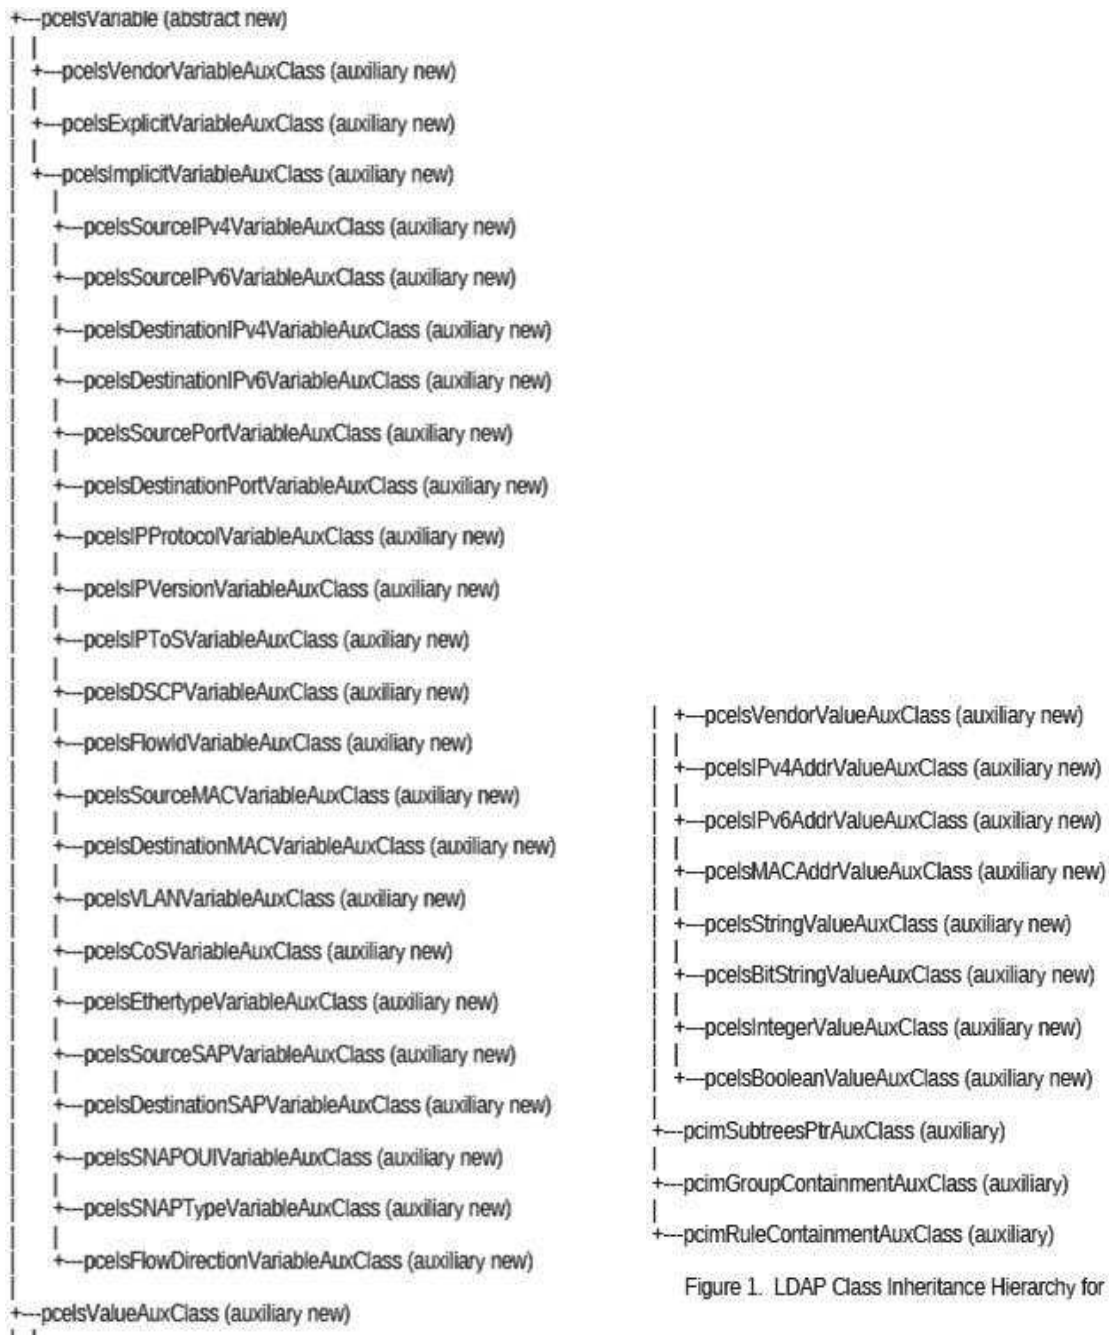 +---pcelsVariable (abstract new)
| |
| +---pcelsVendorVariableAuxClass (auxiliary new)
| |
| +---pcelsExplicitVariableAuxClass (auxiliary new)
| |
| +---pcelsImplicitVariableAuxClass (auxiliary new)
| |
| +---pcelsSourceIPv4VariableAuxClass (auxiliary new)
| |
| +---pcelsSourceIPv6VariableAuxClass (auxiliary new)
| |
| +---pcelsDestinationIPv4VariableAuxClass (auxiliary new)
| |
| +---pcelsDestinationIPv6VariableAuxClass (auxiliary new)
| |
| +---pcelsSourcePortVariableAuxClass (auxiliary new)
| |
| +---pcelsDestinationPortVariableAuxClass (auxiliary new)
| |
| +---pcelsIPProtocolVariableAuxClass (auxiliary new)
| |
| +---pcelsIPVersionVariableAuxClass (auxiliary new)
| |
| +---pcelsIPToSVariableAuxClass (auxiliary new)
| |
| +---pcelsDSCPVariableAuxClass (auxiliary new)
| |
| +---pcelsFlowIdVariableAuxClass (auxiliary new)
| |
| +---pcelsSourceMACVariableAuxClass (auxiliary new)
| |
| +---pcelsDestinationMACVariableAuxClass (auxiliary new)
| |
| +---pcelsVLANVariableAuxClass (auxiliary new)
| |
| +---pcelsCoSVariableAuxClass (auxiliary new)
| |
| +---pcelsEthertypeVariableAuxClass (auxiliary new)
| |
| +---pcelsSourceSAPVariableAuxClass (auxiliary new)
| |
| +---pcelsDestinationSAPVariableAuxClass (auxiliary new)
| |
| +---pcelsSNAPOUIVariableAuxClass (auxiliary new)
| |
| +---pcelsSNAPTypeVariableAuxClass (auxiliary new)
| |
| +---pcelsFlowDirectionVariableAuxClass (auxiliary new)
|
+---pcelsValueAuxClass (auxiliary new)
| |
| +---pcelsVendorValueAuxClass (auxiliary new)
| |
| +---pcelsIPv4AddrValueAuxClass (auxiliary new)
| |
| +---pcelsIPv6AddrValueAuxClass (auxiliary new)
| |
| +---pcelsMACAddrValueAuxClass (auxiliary new)
| |
| +---pcelsStringValueAuxClass (auxiliary new)
| |
| +---pcelsBitStringValueAuxClass (auxiliary new)
| |
| +---pcelsIntegerValueAuxClass (auxiliary new)
| |
| +---pcelsBooleanValueAuxClass (auxiliary new)
|
+---pcimSubtreesPtrAuxClass (auxiliary)
|
+---pcimGroupContainmentAuxClass (auxiliary)
|
+---pcimRuleContainmentAuxClass (auxiliary)
Figure 1. LDAP Class Inheritance Hierarchy for